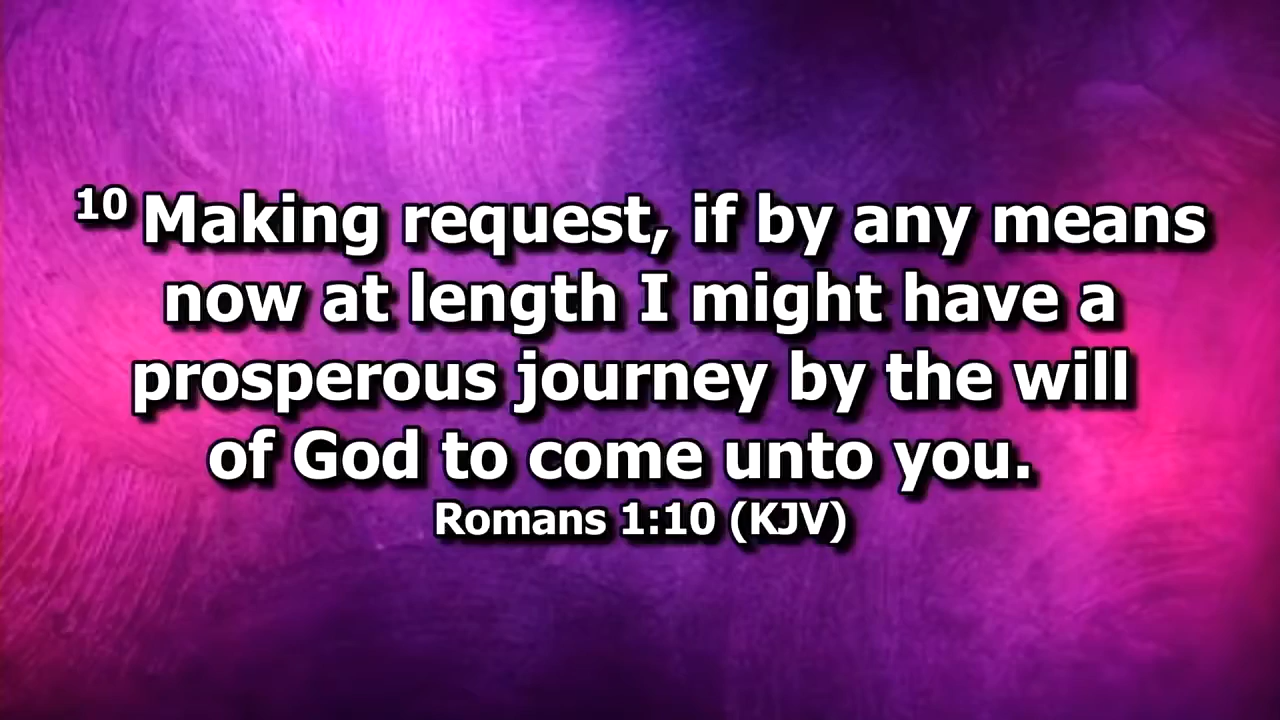 10 Making request, if by any means
now at length I might have a
prosperous journey by the will
of God to come unto you.
Romans 1:10 (KJV)